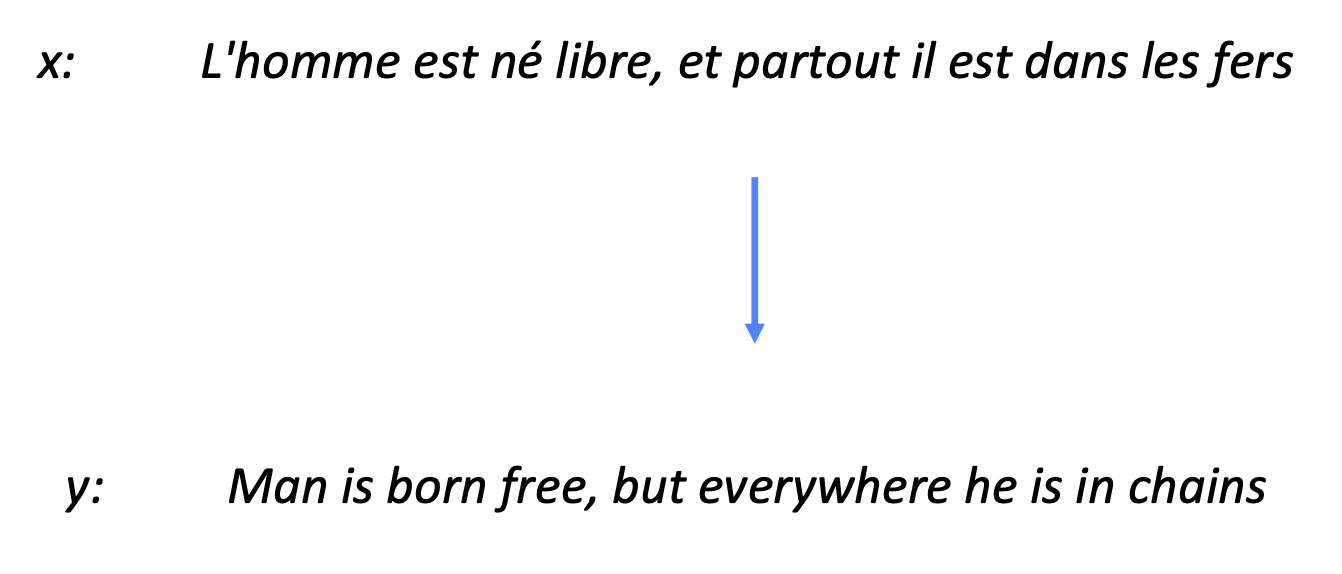 x: L'homme est né libre, et partout il est dans les fers
y: Man is born free, but everywhere he is in chains